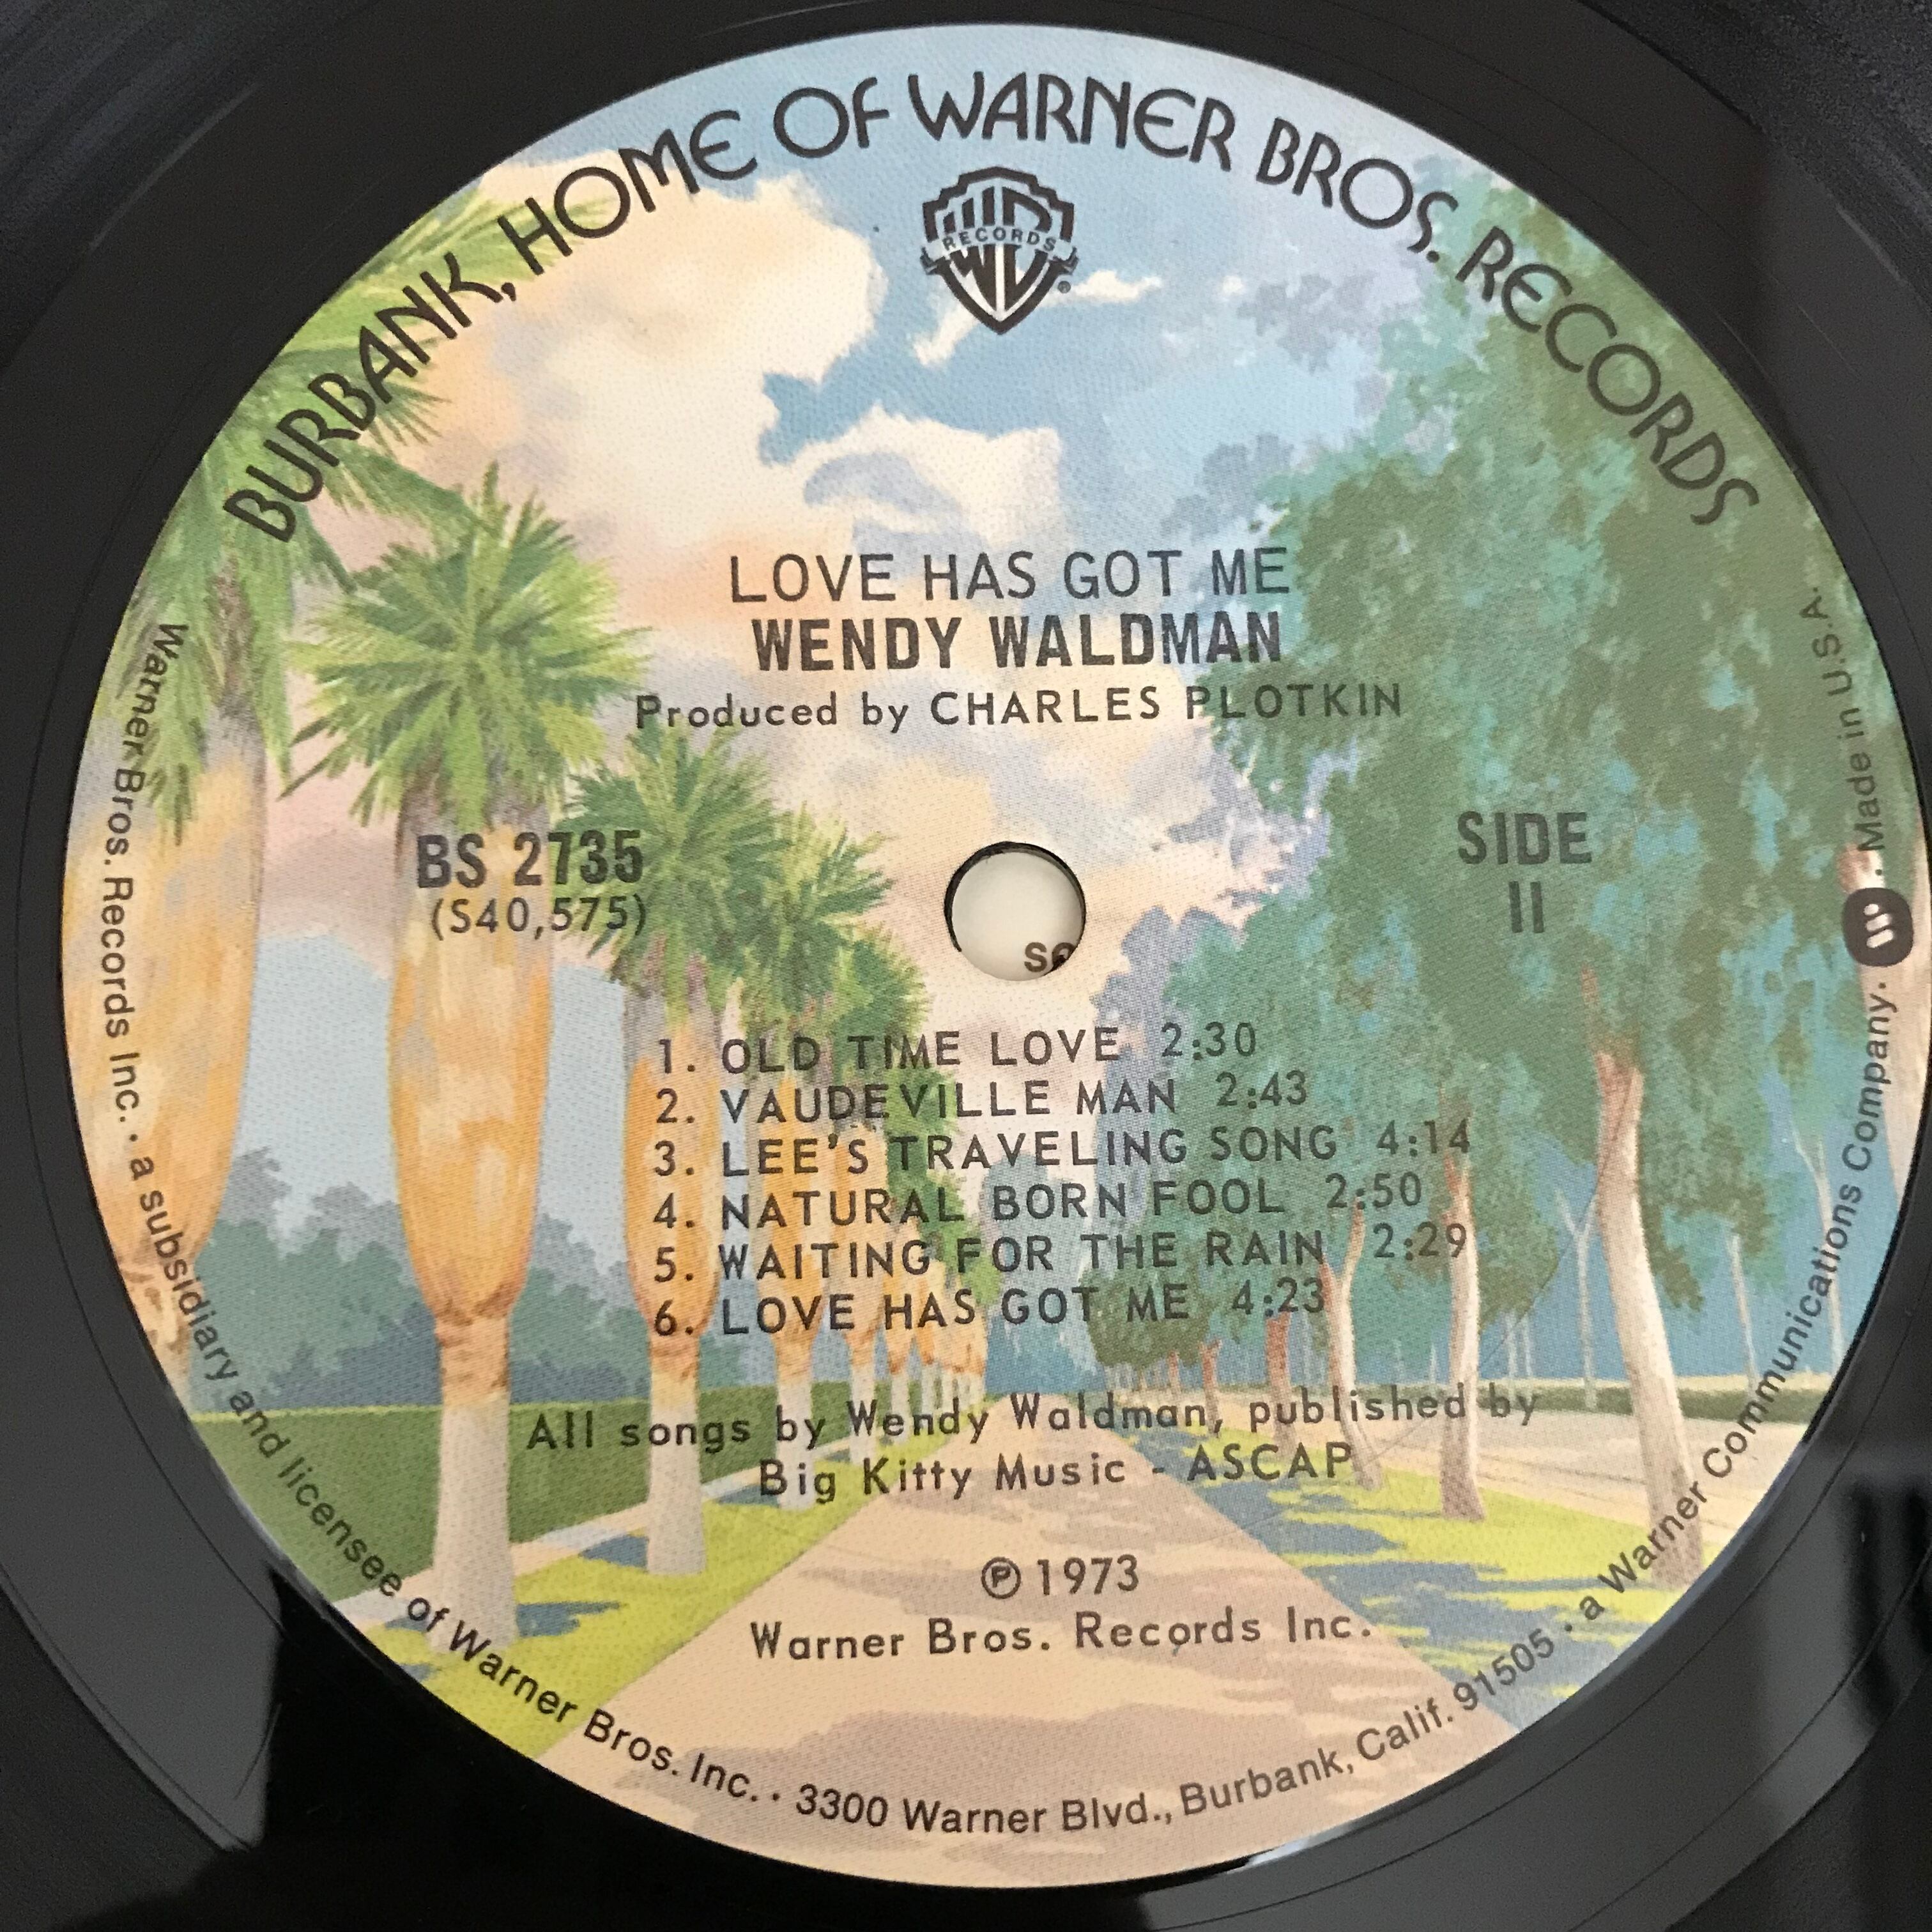 BURBANK, HOME OF WARNER BROS. RECORDS
RECORDS
LOVE HAS GOT ME
WENDY WALDMAN
Produced by CHARLES PLOTKIN
BS 2735
(S40,575)
SIDE
II
1. OLD TIME LOVE 2:30
2. VAUDEVILLE MAN 2:43
3. LEE'S TRAVELING SONG 4:14
4. NATURAL BORN FOOL 2:50
5. WAITING FOR THE RAIN 2:29
6. LOVE HAS GOT ME 4:23
All songs by Wendy Waldman, published by
Big Kitty Music - ASCAP
℗ 1973
Warner Bros. Records Inc.
Warner Bros. Records Inc. · a subsidiary and licensee of Warner Bros. Inc. · 3300 Warner Blvd., Burbank, Calif. 91505 · a Warner Communications Company. · Made in U.S.A.